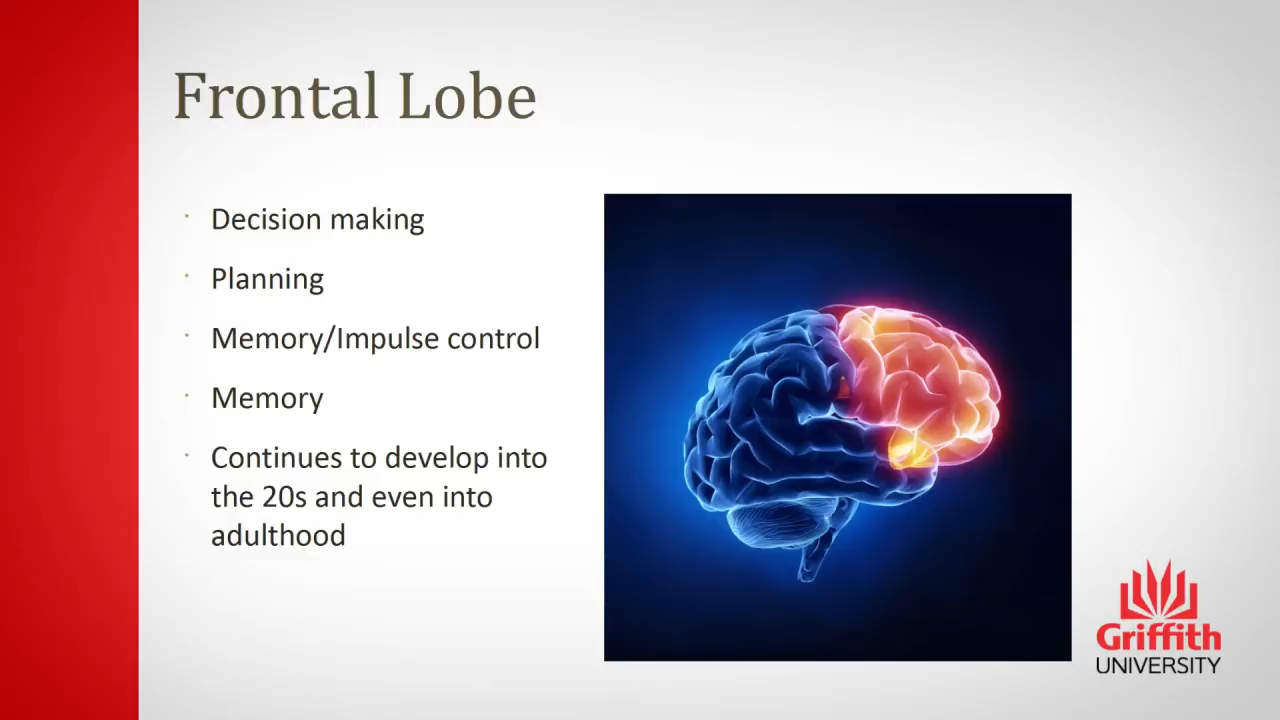 Frontal Lobe
Decision making
Planning
Memory/Impulse control
Memory
Continues to develop into
the 20s and even into
adulthood
Griffith
UNIVERSITY